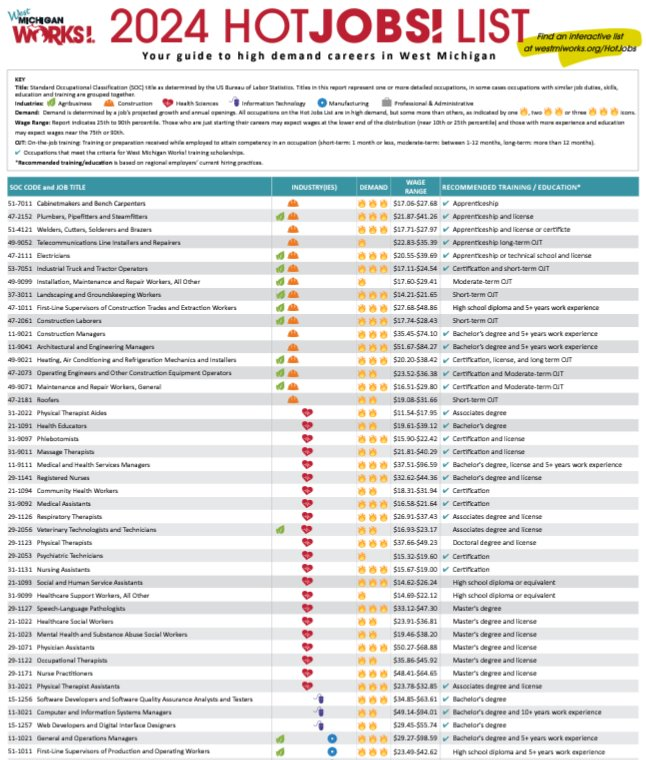 West
MICHIGAN
WORKS!.
2024 HOTJOBS! LIST
Your guide to high demand careers in West Michigan
Find an interactive list
at westmiworks.org/HotJobs
KEY
Title: Standard Occupational Classification (SOC) title as determined by the US Bureau of Labor Statistics. Titles in this report represent one or more detailed occupations, in some cases occupations with similar job duties, skills,
education and training are grouped together.
Industries: Agribusiness Construction Health Sciences Information Technology Manufacturing Professional & Administrative
Demand: Demand is determined by a job's projected growth and annual openings. All occupations on the Hot Jobs List are in high demand, but some more than others, as indicated by one , two or three icons.
Wage Range: Report indicates 25th to 90th percentile. Those who are just starting their careers may expect wages at the lower end of the distribution (near 10th or 25th percentile) and those with more experience and education
may expect wages near the 75th or 90th.
OJT: On-the-job training: Training or preparation received while employed to attain competency in an occupation (short-term: 1 month or less, moderate-term: between 1-12 months, long-term: more than 12 months).
✔ Occupations that meet the criteria for West Michigan Works! training scholarships.
*Recommended training/education is based on regional employers' current hiring practices.
SOC CODE and JOB TITLE INDUSTRY(IES) DEMAND WAGE RANGE RECOMMENDED TRAINING / EDUCATION*
51-7011 Cabinetmakers and Bench Carpenters $17.06-$27.68 ✔ Apprenticeship
47-2152 Plumbers, Pipefitters and Steamfitters $21.87-$41.26 ✔ Apprenticeship and license
51-4121 Welders, Cutters, Solderers and Brazers $17.71-$27.97 ✔ Apprenticeship and license or certificte
49-9052 Telecommunications Line Installers and Repairers $22.83-$35.39 ✔ Apprenticeship long-term OJT
47-2111 Electricians $20.55-$39.69 ✔ Apprenticeship or technical school and license
53-7051 Industrial Truck and Tractor Operators $17.11-$24.54 ✔ Certification and short-term OJT
49-9099 Installation, Maintenance and Repair Workers, All Other $17.60-$29.41 Moderate-term OJT
37-3011 Landscaping and Groundskeeping Workers $14.21-$21.65 Short-term OJT
47-1011 First-Line Supervisors of Construction Trades and Extraction Workers $27.68-$48.86 High school diploma and 5+ years work experience
47-2061 Construction Laborers $17.74-$28.43 Short-term OJT
11-9021 Construction Managers $35.45-$74.10 ✔ Bachelor's degree and 5+ years work experience
11-9041 Architectural and Engineering Managers $51.67-$84.27 ✔ Bachelor's degree and 5+ years work experience
49-9021 Heating, Air Conditioning and Refrigeration Mechanics and Installers $20.20-$38.42 ✔ Certification, license, and long term OJT
47-2073 Operating Engineers and Other Construction Equipment Operators $23.52-$36.38 ✔ Certification and Moderate-term OJT
49-9071 Maintenance and Repair Workers, General $16.51-$29.80 ✔ Certification and Moderate-term OJT
47-2181 Roofers $19.08-$31.66 Short-term OJT
31-2022 Physical Therapist Aides $11.54-$17.95 ✔ Associates degree
21-1091 Health Educators $19.61-$39.12 ✔ Bachelor's degree
31-9097 Phlebotomists $15.90-$22.42 ✔ Certification and license
31-9011 Massage Therapists $21.81-$40.29 ✔ Certification and license
11-9111 Medical and Health Services Managers $37.51-$96.59 ✔ Bachelor's degree, license and 5+ years work experience
29-1141 Registered Nurses $32.62-$44.36 ✔ Bachelor's degree and license
21-1094 Community Health Workers $18.31-$31.94 ✔ Certification
31-9092 Medical Assistants $16.58-$21.64 ✔ Certification
29-1126 Respiratory Therapists $26.91-$37.43 ✔ Associates degree and license
29-2056 Veterinary Technologists and Technicians $16.93-$23.17 Associates degree and license
29-1123 Physical Therapists $37.66-$49.23 Doctoral degree and license
29-2053 Psychiatric Technicians $15.32-$19.60 ✔ Certification
31-1131 Nursing Assistants $15.67-$19.00 ✔ Certification
21-1093 Social and Human Service Assistants $14.62-$26.24 High school diploma or equivalent
31-9099 Healthcare Support Workers, All Other $14.69-$22.12 High school diploma or equivalent
29-1127 Speech-Language Pathologists $33.12-$47.30 Master's degree
21-1022 Healthcare Social Workers $23.91-$36.81 Master's degree and license
21-1023 Mental Health and Substance Abuse Social Workers $19.46-$38.20 Master's degree and license
29-1071 Physician Assistants $50.27-$68.88 Master's degree and license
29-1122 Occupational Therapists $35.86-$45.92 Master's degree and license
29-1171 Nurse Practitioners $48.41-$64.65 Master's degree and license
31-2021 Physical Therapist Assistants $23.78-$32.85 ✔ Associates degree and license
15-1256 Software Developers and Software Quality Assurance Analysts and Testers $34.85-$63.61 ✔ Bachelor's degree
11-3021 Computer and Information Systems Managers $49.14-$94.01 ✔ Bachelor's degree and 10+ years work experience
15-1257 Web Developers and Digital Interface Designers $29.45-$55.74 ✔ Bachelor's degree
11-1021 General and Operations Managers $29.27-$98.59 ✔ Bachelor's degree and 5+ years work experience
51-1011 First-Line Supervisors of Production and Operating Workers $23.49-$42.62 High school diploma and 5+ years work experience